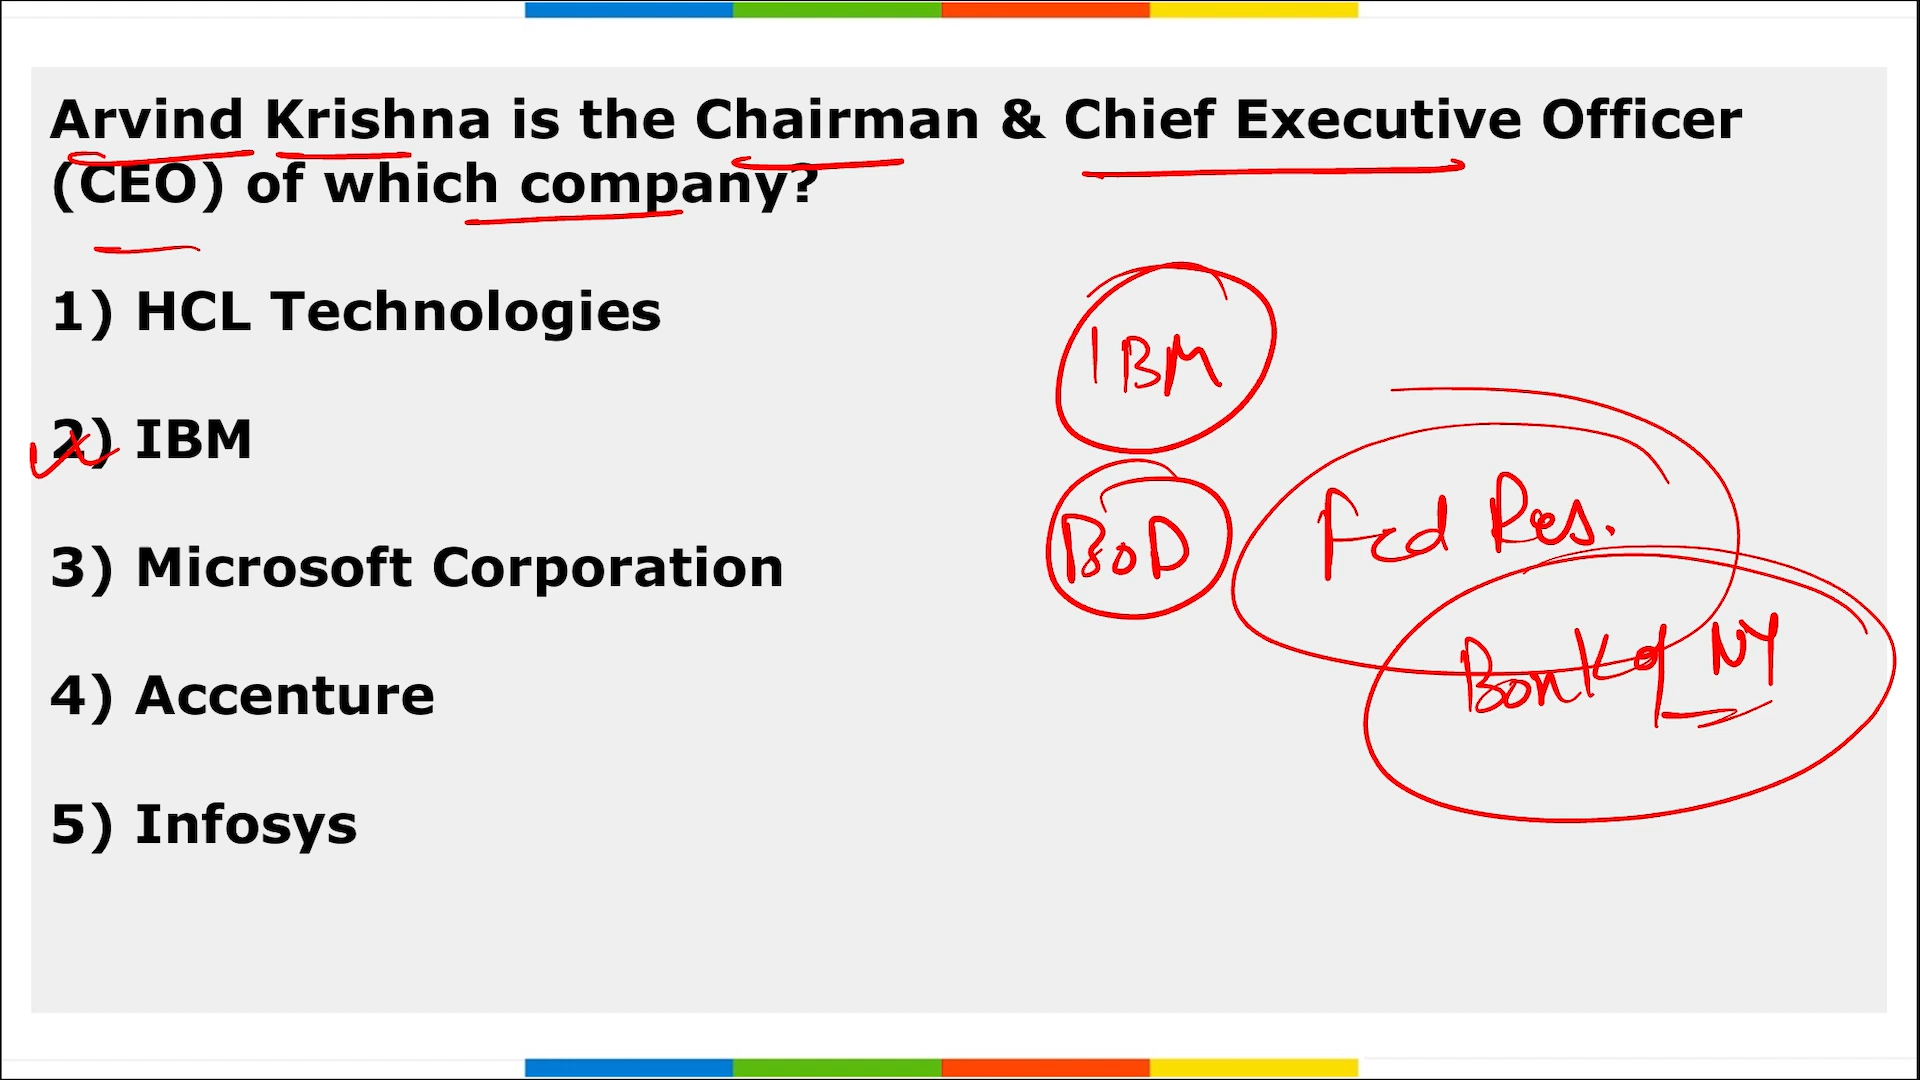 Arvind Krishna is the Chairman & Chief Executive Officer
(CEO) of which company?
1) HCL Technologies
2) IBM
3) Microsoft Corporation
4) Accenture
5) Infosys
IBM
BoD
Fed Res.
Bank of NY